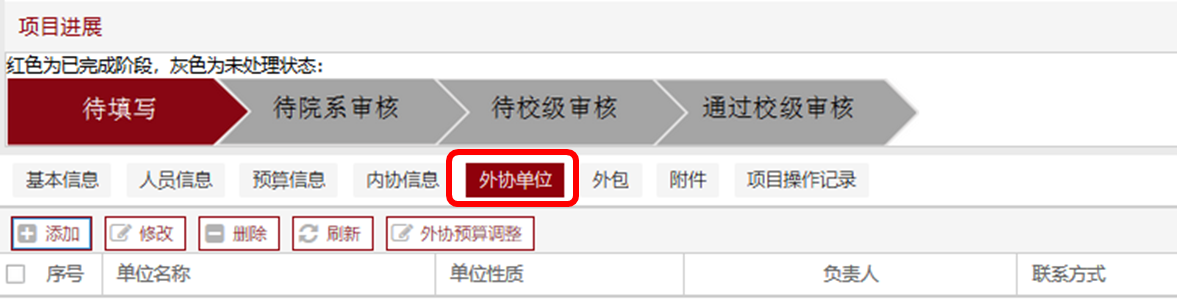 项目进展
红色为已完成阶段，灰色为未处理状态：
待填写 待院系审核 待校级审核 通过校级审核
基本信息 人员信息 预算信息 内协信息 外协单位 外包 附件 项目操作记录
添加 修改 删除 刷新 外协预算调整
序号 单位名称 单位性质 负责人 联系方式